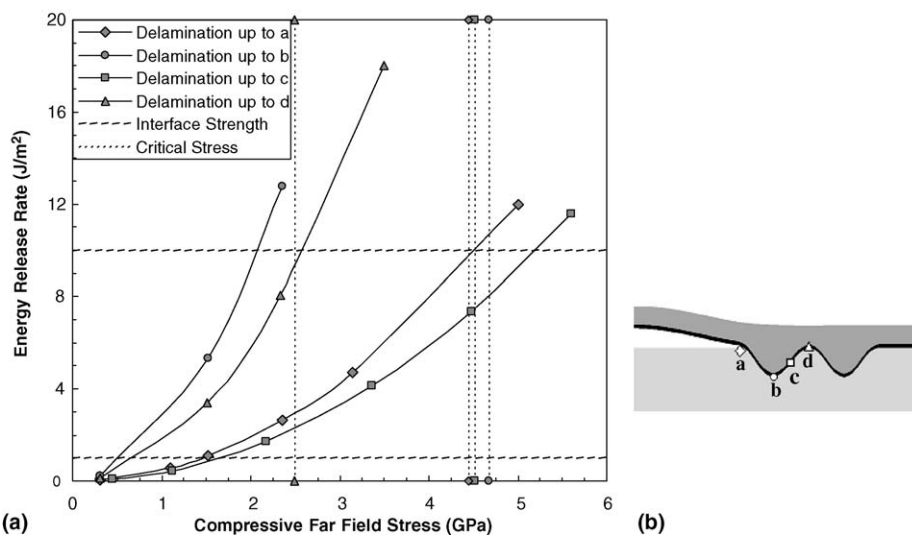 20
16
12
8
4
0
0
1
2
3
4
5
6
Energy Release Rate (J/m²)
Compressive Far Field Stress (GPa)
Delamination up to a
Delamination up to b
Delamination up to c
Delamination up to d
Interface Strength
Critical Stress
(a)
a
b
c
d
(b)